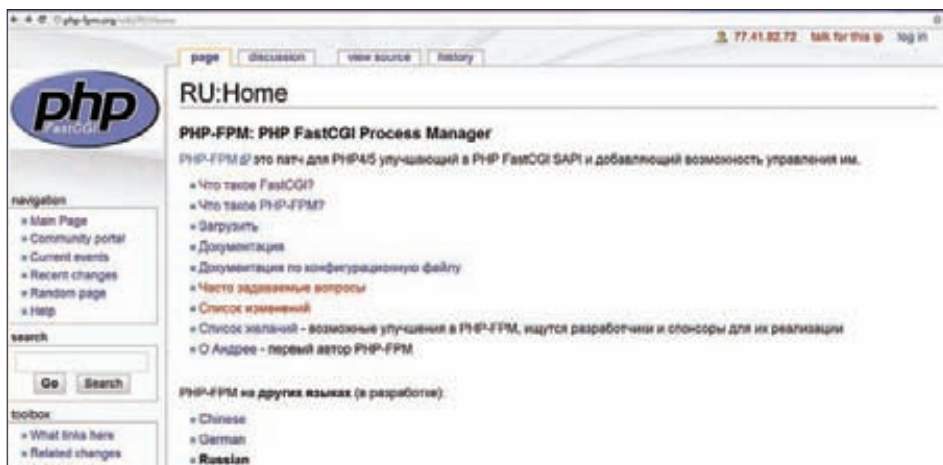 php-fpm.org/wiki/RU:Home
77.41.82.72 talk for this ip log in
page discussion view source history
php
FastCGI
RU:Home
PHP-FPM: PHP FastCGI Process Manager
PHP-FPM это патч для PHP4/5 улучшающий в PHP FastCGI SAPI и добавляющий возможность управления им.
Что такое FastCGI?
Что такое PHP-FPM?
Загрузить
Документация
Документация по конфигурационную файлу
Часто задаваемые вопросы
Список изменений
Список желаний - возможные улучшения в PHP-FPM, ищутся разработчики и спонсоры для их реализации
О Андрее - первый автор PHP-FPM
PHP-FPM на других языках (в разработке):
Chinese
German
Russian
navigation
Main Page
Community portal
Current events
Recent changes
Random page
Help
search
Go Search
toolbox
What links here
Related changes